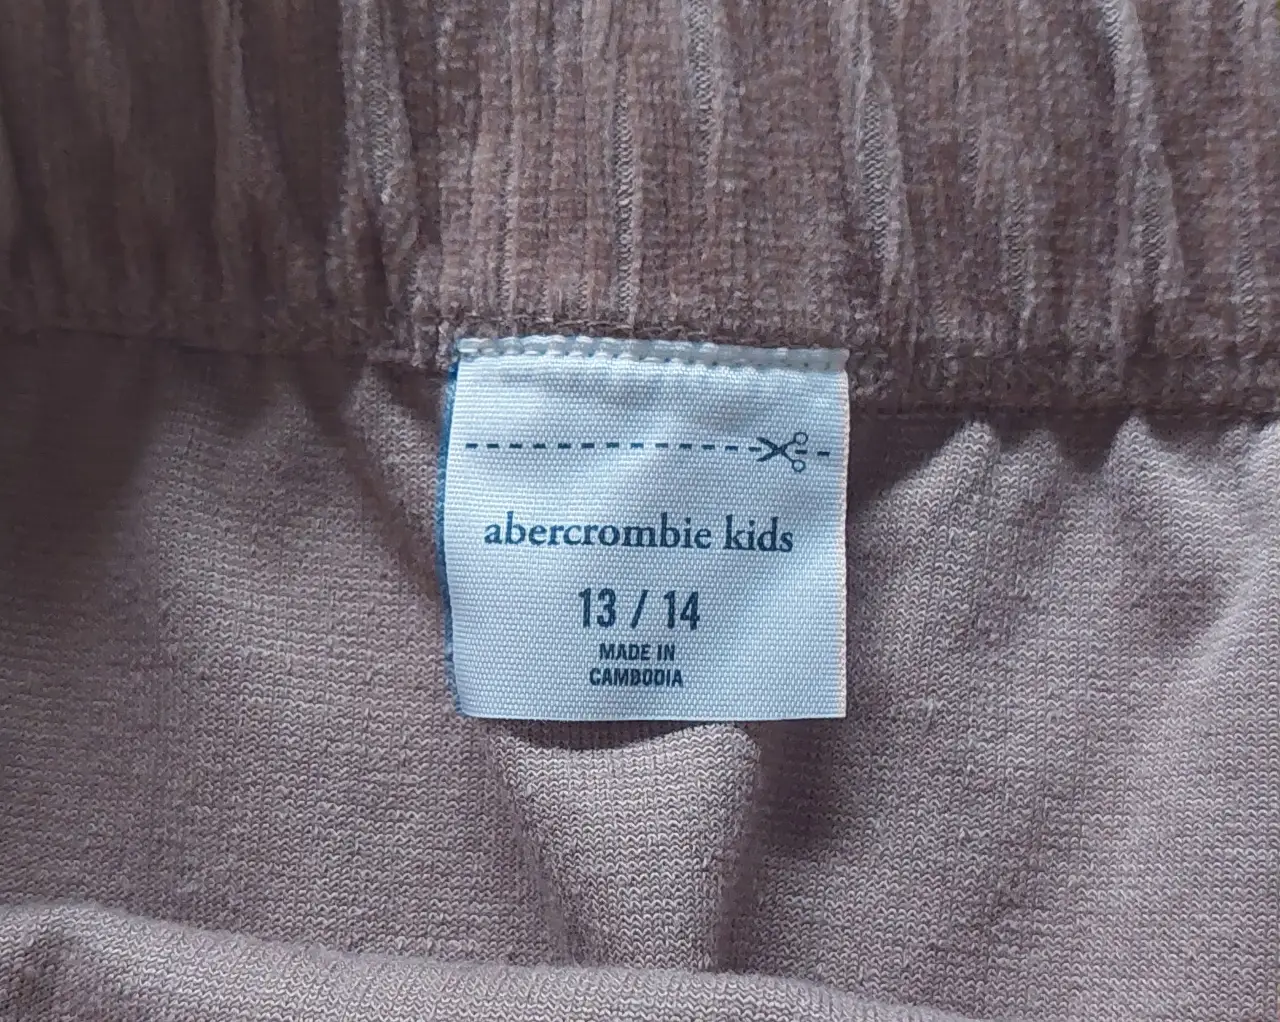 abercrombie kids
13 / 14
MADE IN
CAMBODIA